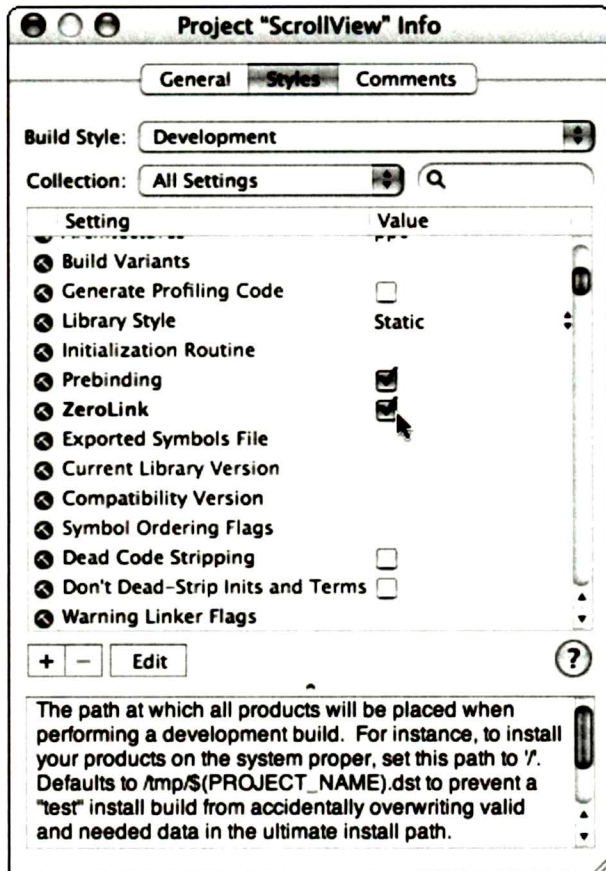 Project "ScrollView" Info
General Styles Comments
Build Style: Development
Collection: All Settings
Setting Value
Architectures ppc
Build Variants
Generate Profiling Code
Library Style Static
Initialization Routine
Prebinding
ZeroLink
Exported Symbols File
Current Library Version
Compatibility Version
Symbol Ordering Flags
Dead Code Stripping
Don't Dead-Strip Inits and Terms
Warning Linker Flags
+ - Edit ?
The path at which all products will be placed when
performing a development build. For instance, to install
your products on the system proper, set this path to '/'.
Defaults to /tmp/$(PROJECT_NAME).dst to prevent a
"test" install build from accidentally overwriting valid
and needed data in the ultimate install path.